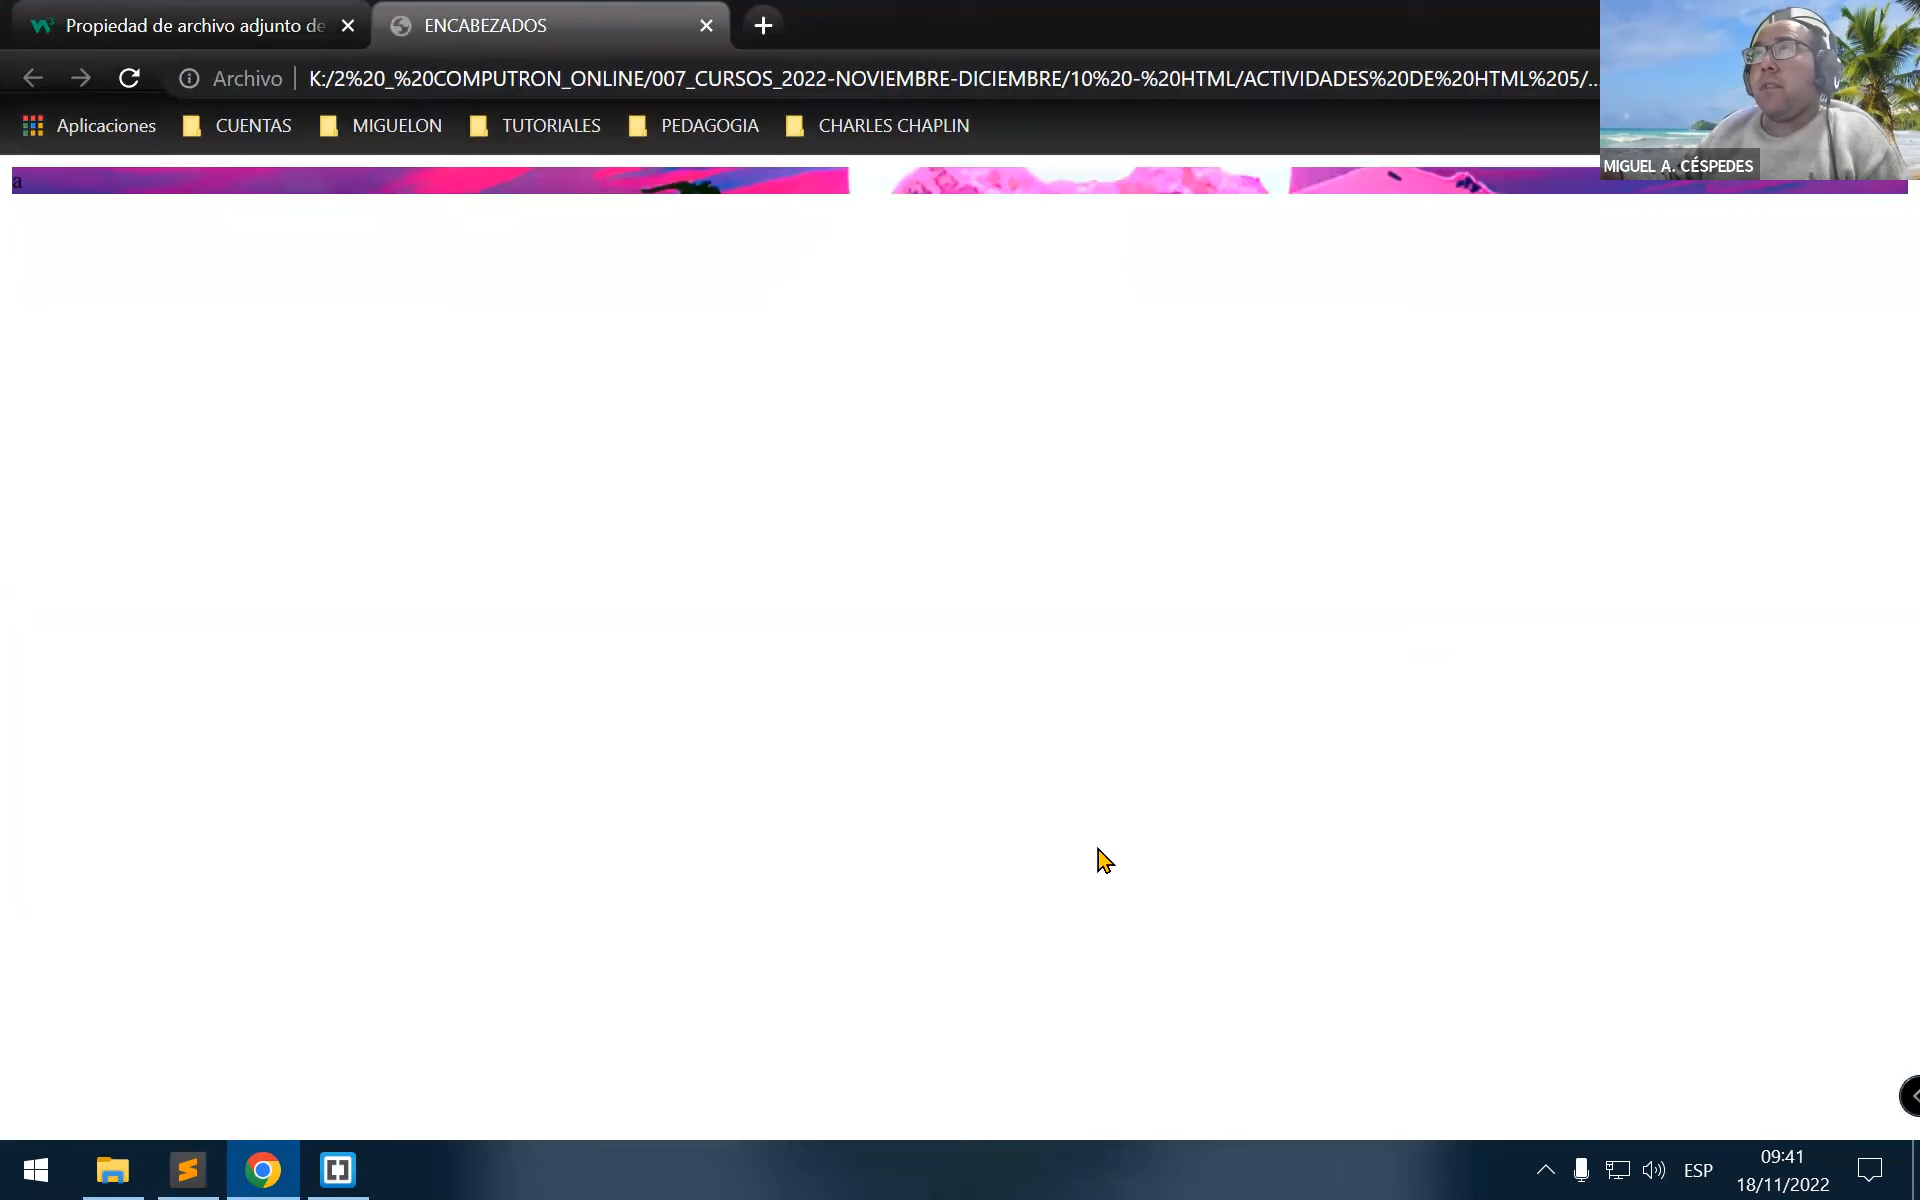 Propiedad de archivo adjunto de
ENCABEZADOS
Archivo
K:/2%20_%20COMPUTRON_ONLINE/007_CURSOS_2022-NOVIEMBRE-DICIEMBRE/10%20-%20HTML/ACTIVIDADES%20DE%20HTML%205/...
Aplicaciones
CUENTAS
MIGUELON
TUTORIALES
PEDAGOGIA
CHARLES CHAPLIN
MIGUEL A. CÉSPEDES
a
ESP
09:41
18/11/2022